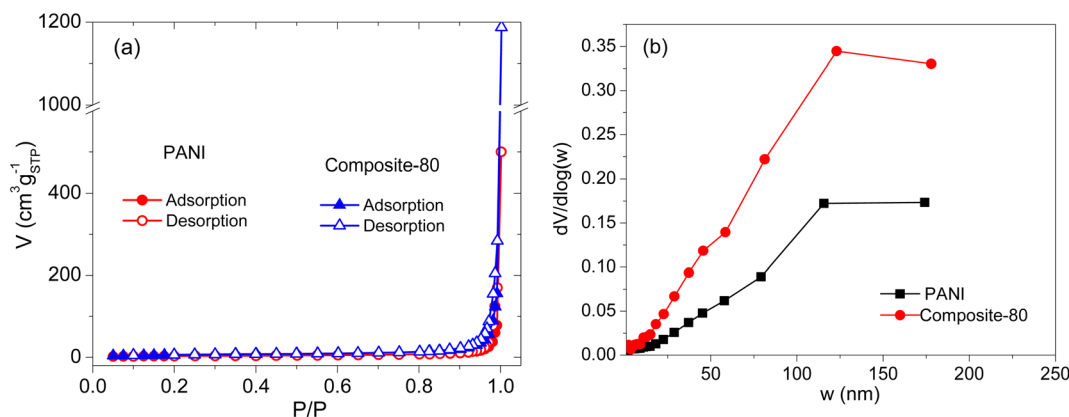 (a)
1200
1000
400
200
0
V (cm³g⁻¹STP)
PANI
Adsorption
Desorption
Composite-80
Adsorption
Desorption
0.0 0.2 0.4 0.6 0.8 1.0
P/P
(b)
0.35
0.30
0.25
0.20
0.15
0.10
0.05
0.00
dV/dlog(w)
PANI
Composite-80
50 100 150 200 250
w (nm)